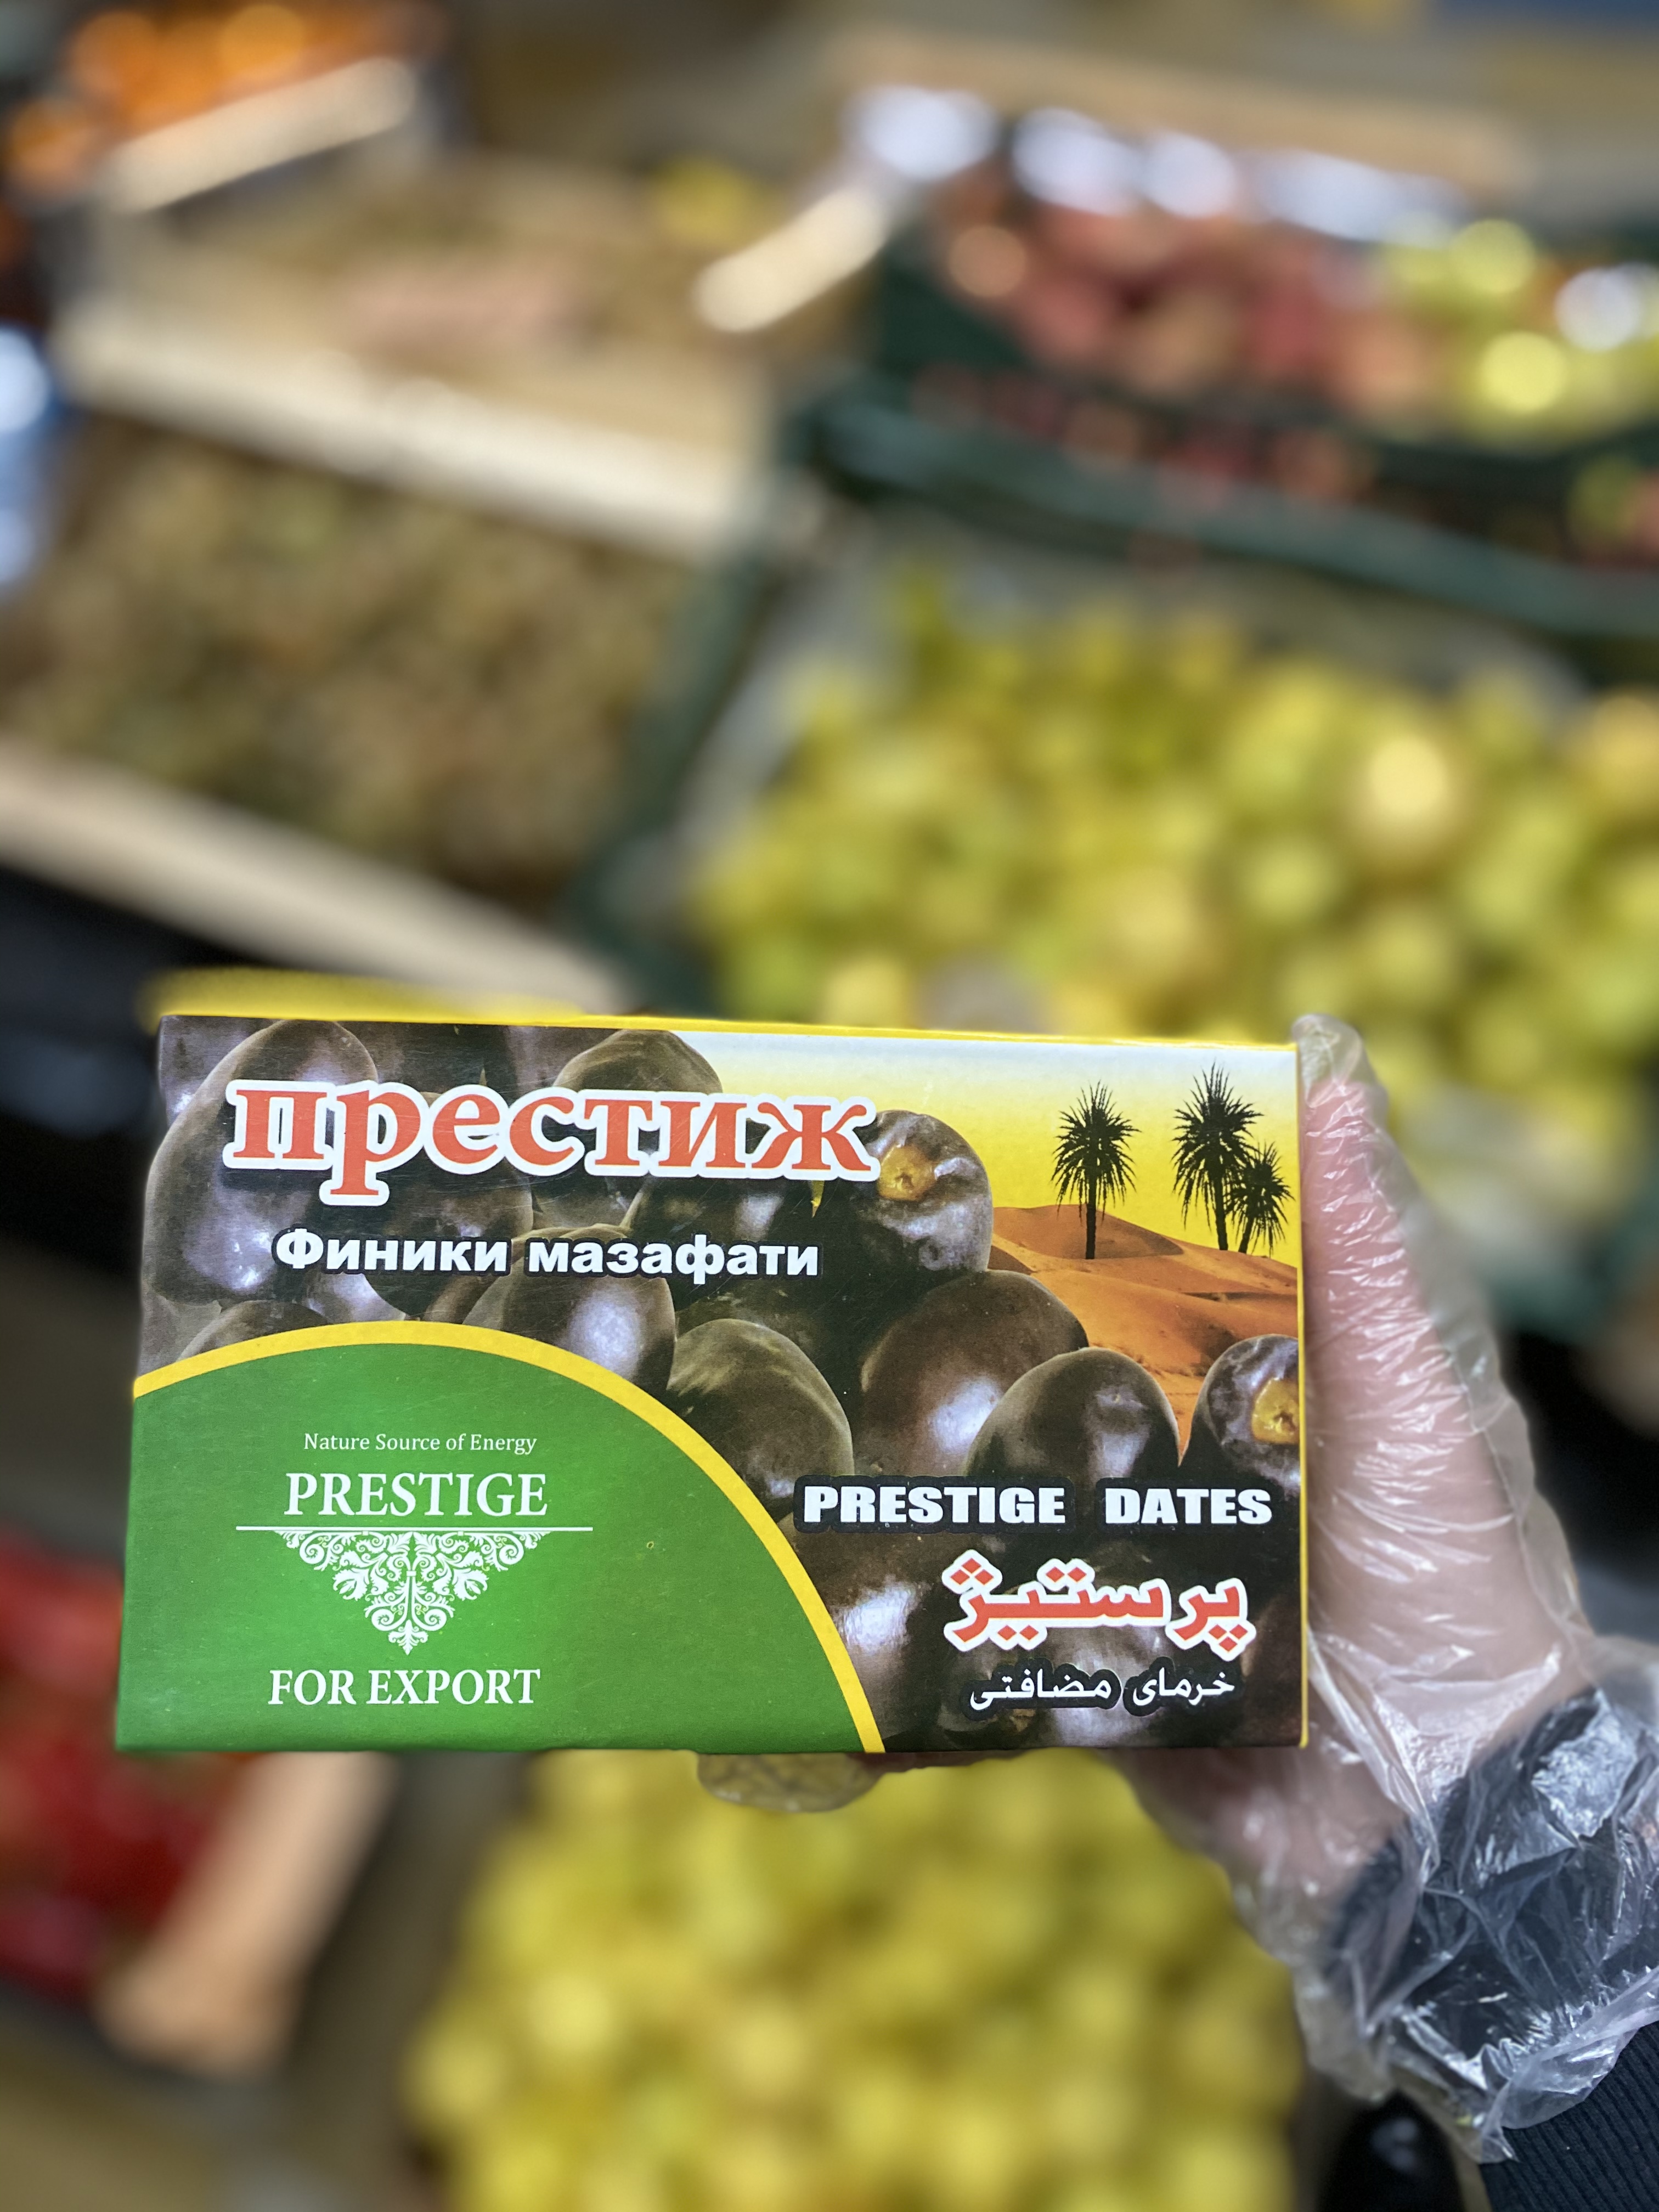 престиж
Финики мазафати
Nature Source of Energy
PRESTIGE
FOR EXPORT
PRESTIGE DATES
پرستیژ
خرمای مضافتی